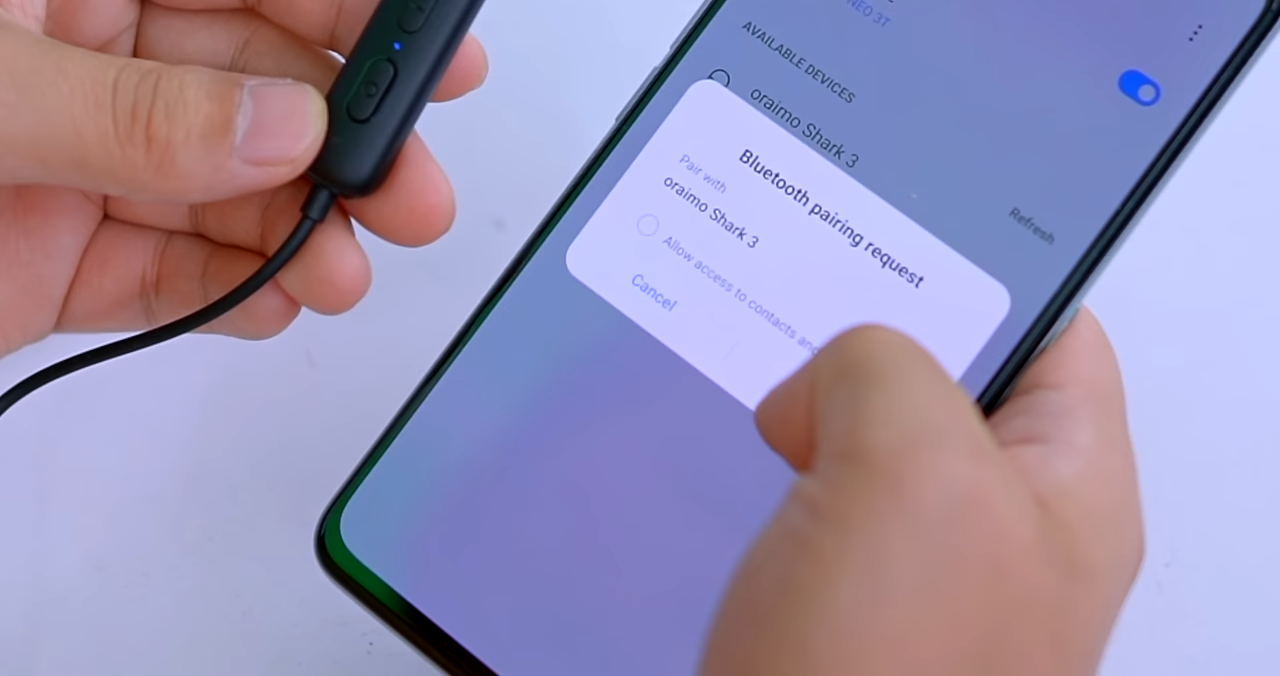 NEO 3T
AVAILABLE DEVICES
oraimo Shark 3
Refresh
Bluetooth pairing request
Pair with
oraimo Shark 3
Allow access to contacts and
Cancel